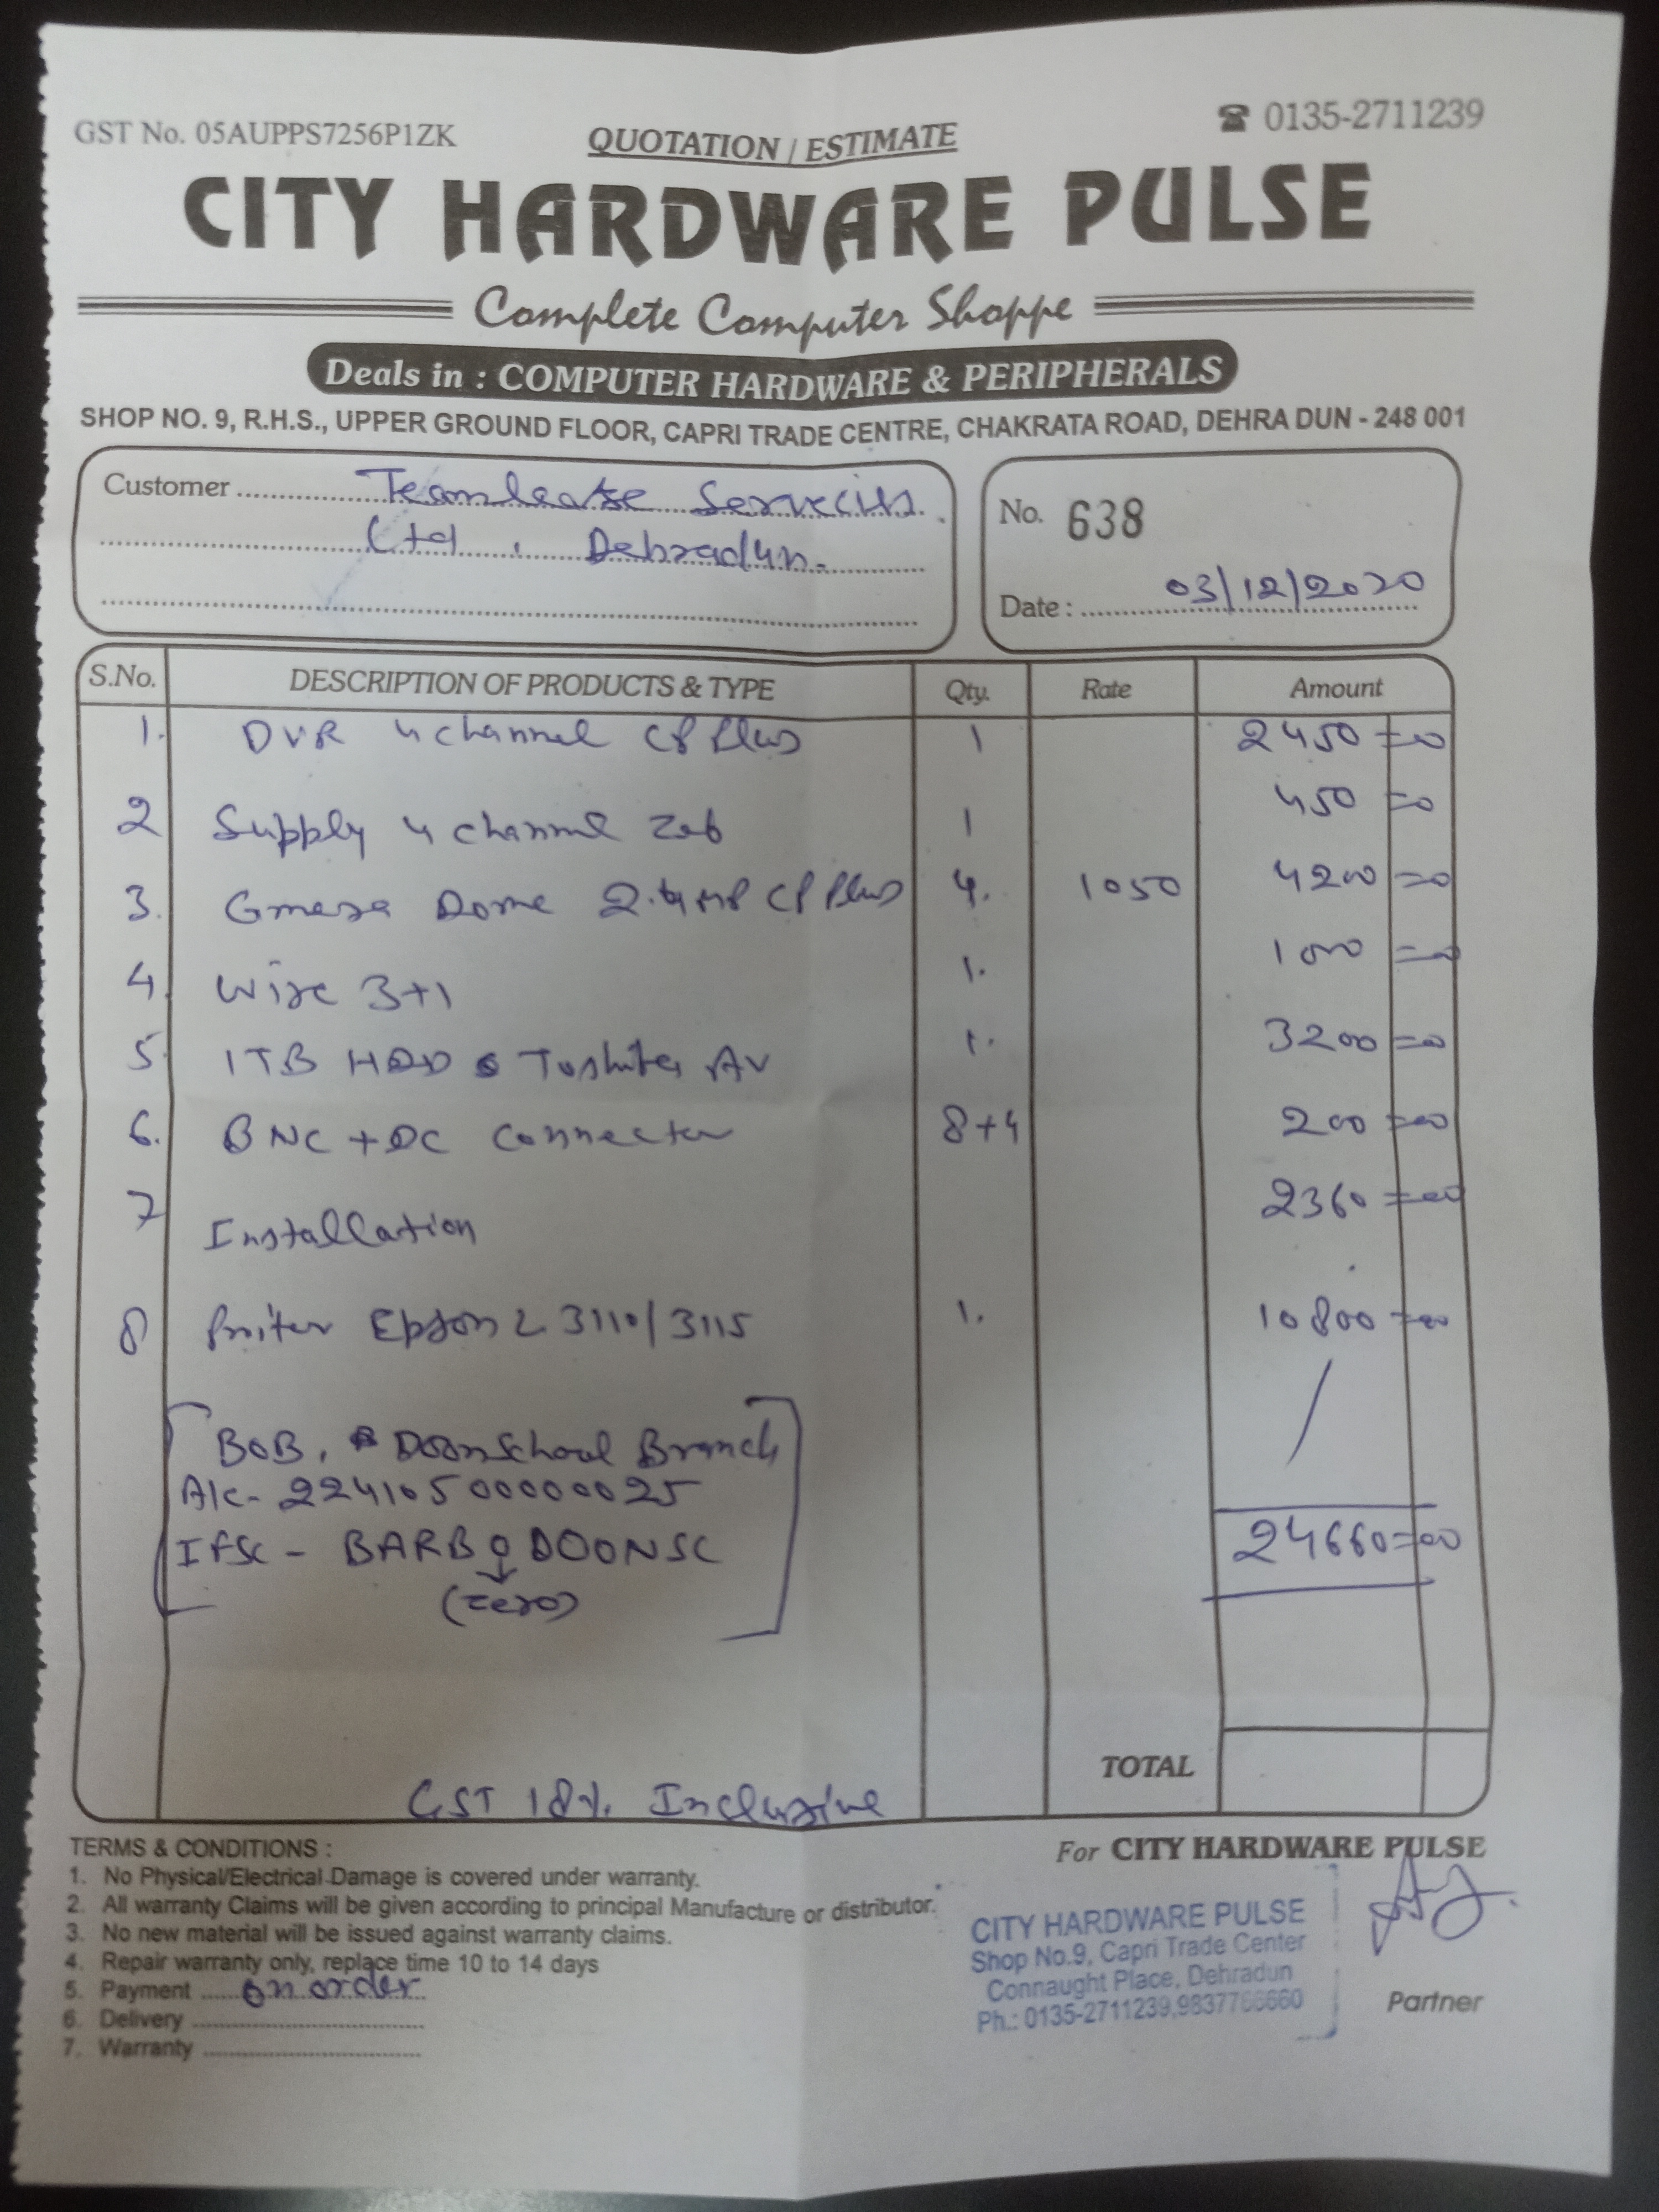 GST No. 05AUPPS7256P1ZK QUOTATION / ESTIMATE ☎ 0135-2711239
CITY HARDWARE PULSE
Complete Computer Shoppe
Deals in : COMPUTER HARDWARE & PERIPHERALS
SHOP NO. 9, R.H.S., UPPER GROUND FLOOR, CAPRI TRADE CENTRE, CHAKRATA ROAD, DEHRA DUN - 248 001
Customer Teamlease Servecies
Ltd, Dehradun.
No. 638
Date : 03/12/2020
S.No. DESCRIPTION OF PRODUCTS & TYPE Qty. Rate Amount
1. DVR 4 channel CP Plus 1 2450=00
2 Supply 4 channel Zeb 1 450=00
3. Cmera Dome 2.4MP CP Plus 4. 1050 4200=00
4. Wire 3+1 1. 1000=00
5 1TB HDD Toshiba AV 1. 3200=00
6. BNC + DC Connector 8+4 200=00
7 Installation 2360=00
8 Priter Epson L 3110/3115 1. 10800=00
BOB, Doon School Branch
A/c- 22410500000025
IFSC - BARB0DOONSC
(zero)
24660=00
TOTAL
GST 18%. Inclusive
TERMS & CONDITIONS :
1. No Physical/Electrical Damage is covered under warranty.
2. All warranty Claims will be given according to principal Manufacture or distributor.
3. No new material will be issued against warranty claims.
4. Repair warranty only, replace time 10 to 14 days
5. Payment on order
6. Delivery
7. Warranty
For CITY HARDWARE PULSE
CITY HARDWARE PULSE
Shop No.9, Capri Trade Center
Connaught Place, Dehradun
Ph.: 0135-2711239,9837766660
Partner